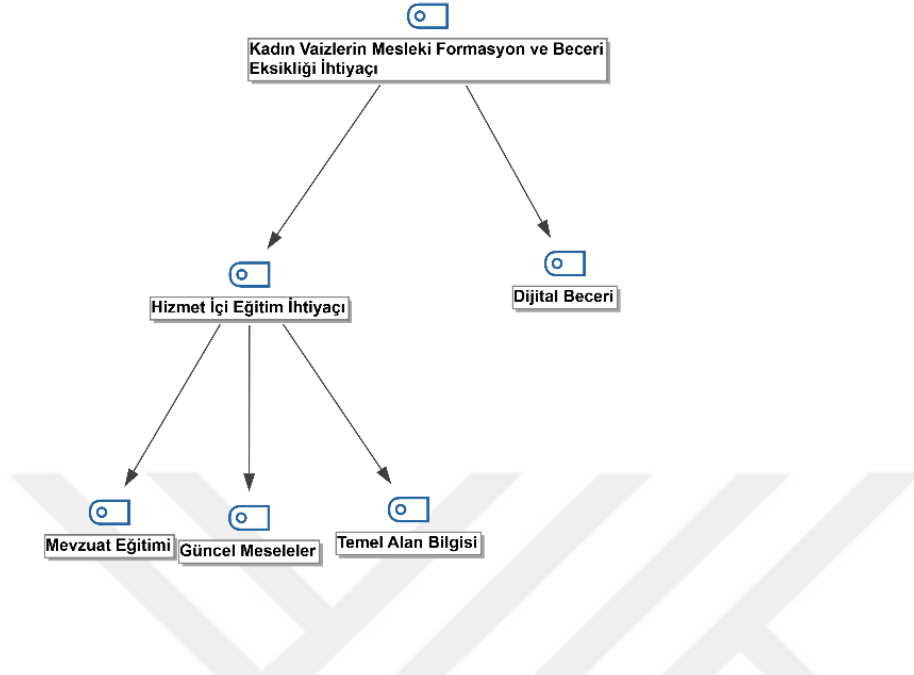 Kadın Vaizlerin Mesleki Formasyon ve Beceri
Eksikliği İhtiyaçı
Hizmet İçi Eğitim İhtiyaçı
Dijital Beceri
Mevzuat Eğitimi
Güncel Meseleler
Temel Alan Bilgisi